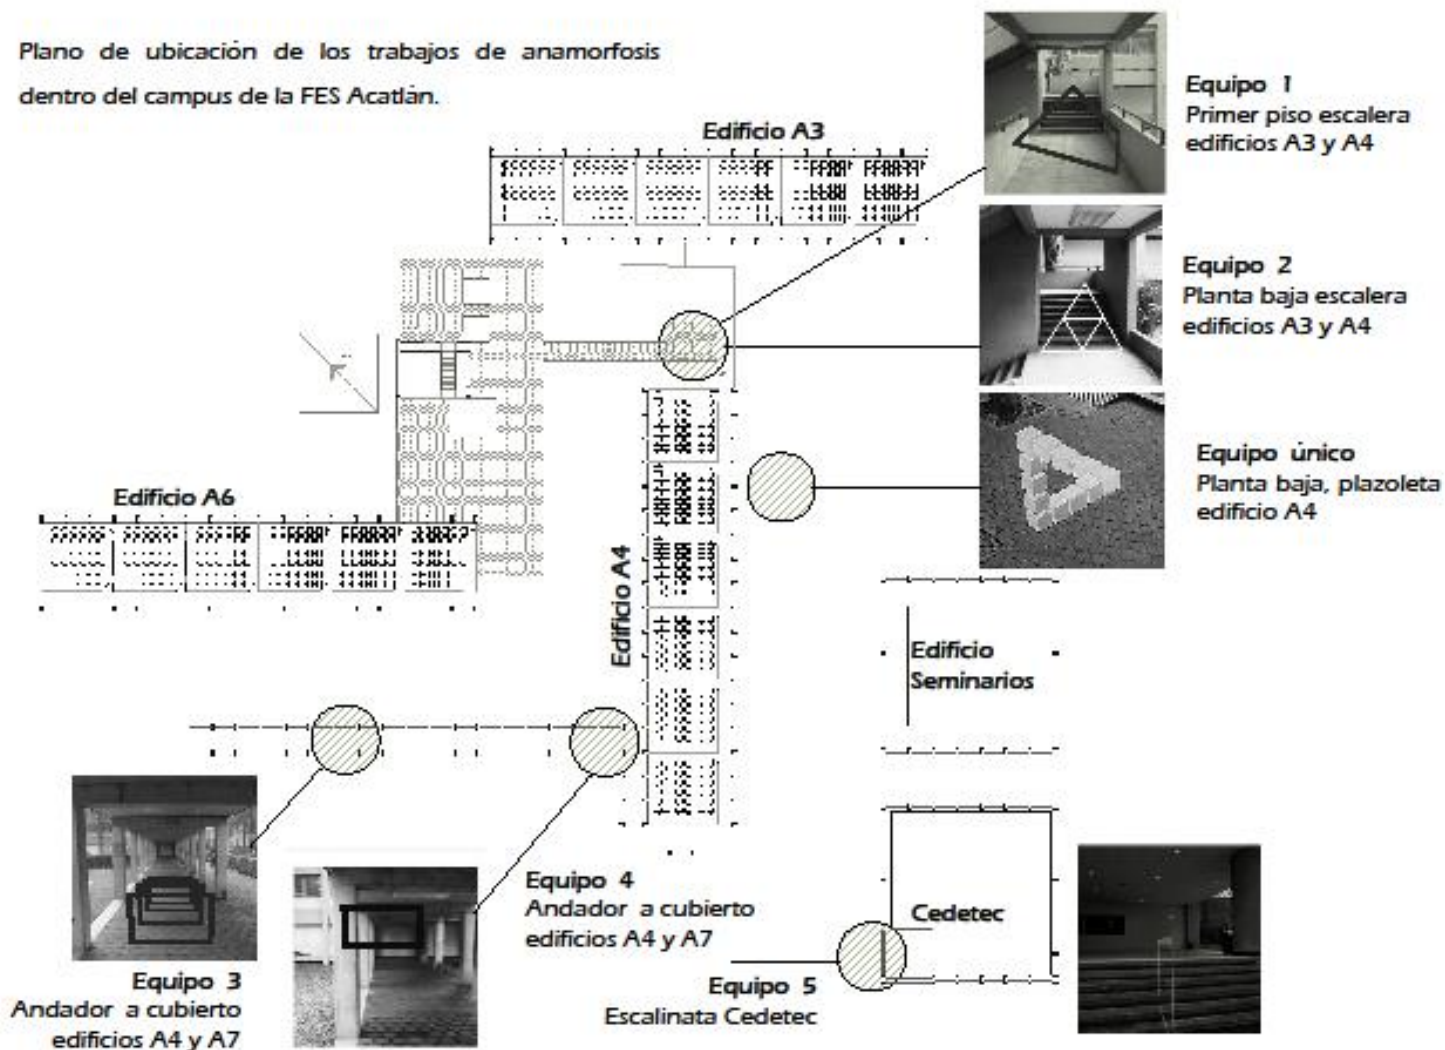 Plano de ubicación de los trabajos de anamorfosis
dentro del campus de la FES Acatlán.
Edificio A3
Equipo 1
Primer piso escalera
edificios A3 y A4
Equipo 2
Planta baja escalera
edificios A3 y A4
Equipo único
Planta baja, plazoleta
edificio A4
Edificio A6
Edificio A4
Edificio
Seminarios
Equipo 4
Andador a cubierto
edificios A4 y A7
Cedetec
Equipo 3
Andador a cubierto
edificios A4 y A7
Equipo 5
Escalinata Cedetec